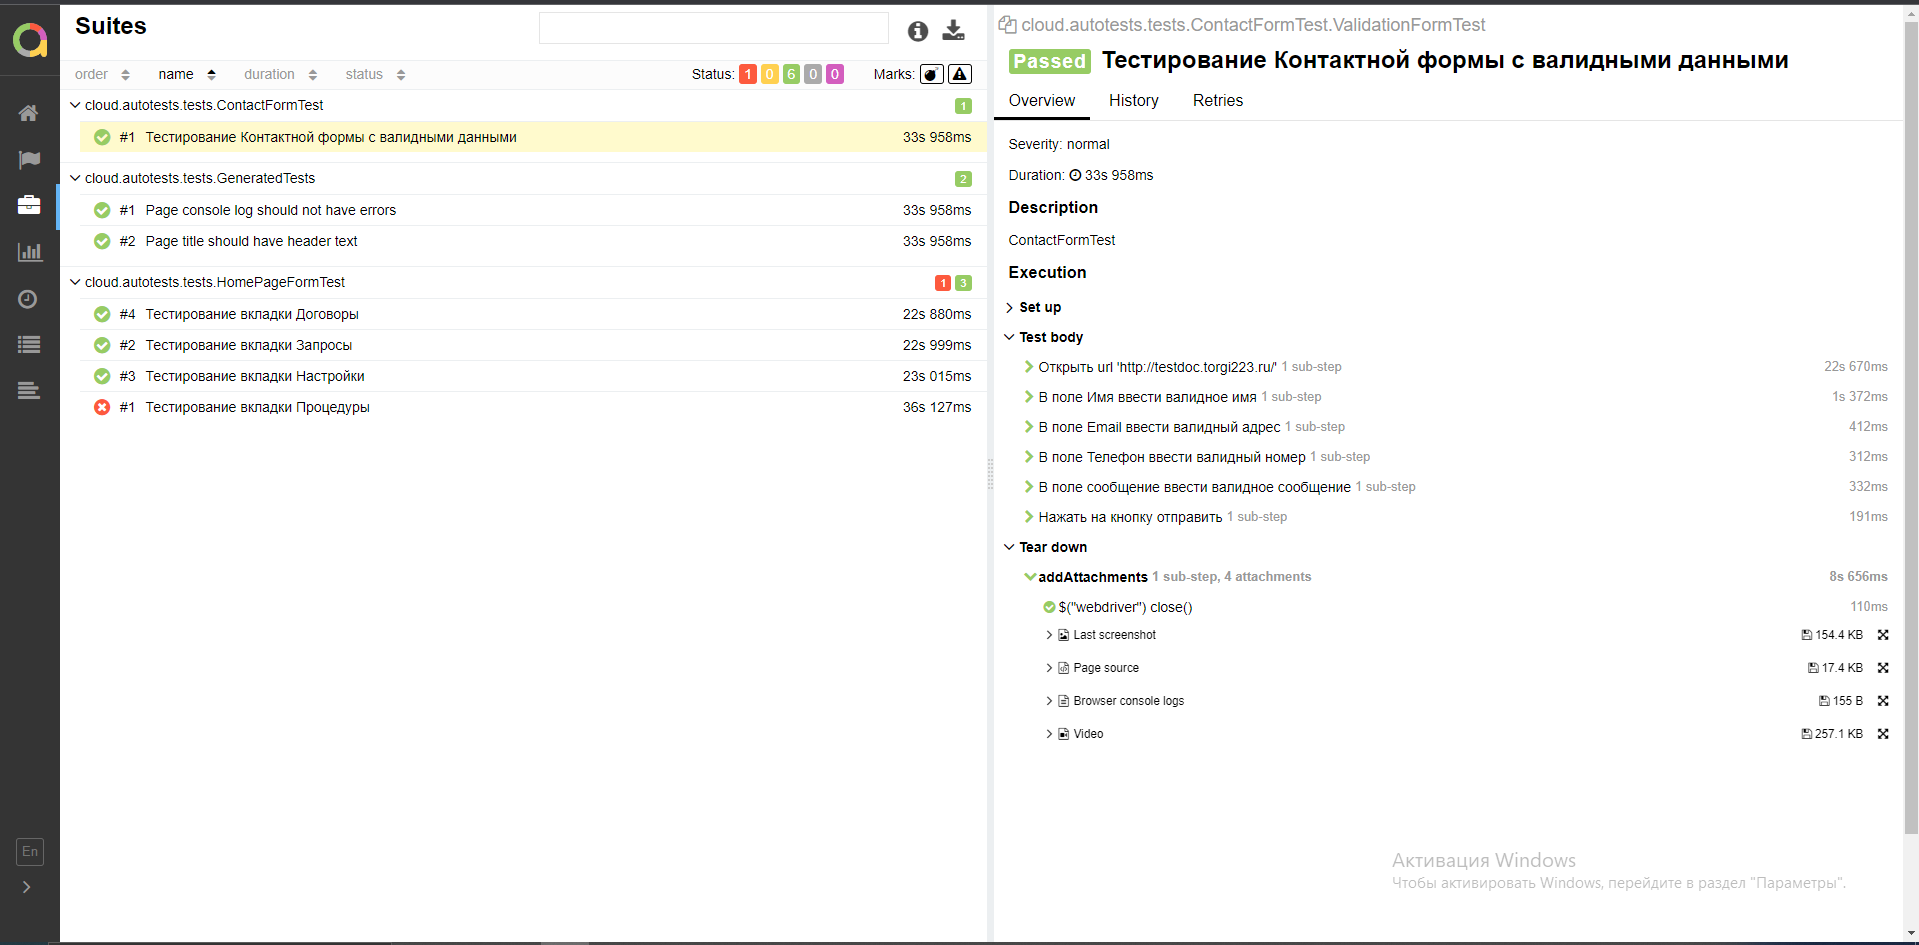 Suites
order name duration status Status: 1 0 6 0 0 Marks:
cloud.autotests.tests.ContactFormTest 1
#1 Тестирование Контактной формы с валидными данными 33s 958ms
cloud.autotests.tests.GeneratedTests 2
#1 Page console log should not have errors 33s 958ms
#2 Page title should have header text 33s 958ms
cloud.autotests.tests.HomePageFormTest 1 3
#4 Тестирование вкладки Договоры 22s 880ms
#2 Тестирование вкладки Запросы 22s 999ms
#3 Тестирование вкладки Настройки 23s 015ms
#1 Тестирование вкладки Процедуры 36s 127ms
En
cloud.autotests.tests.ContactFormTest.ValidationFormTest
Passed Тестирование Контактной формы с валидными данными
Overview History Retries
Severity: normal
Duration: 33s 958ms
Description
ContactFormTest
Execution
Set up
Test body
Открыть url 'http://testdoc.torgi223.ru/' 1 sub-step 22s 670ms
В поле Имя ввести валидное имя 1 sub-step 1s 372ms
В поле Email ввести валидный адрес 1 sub-step 412ms
В поле Телефон ввести валидный номер 1 sub-step 312ms
В поле сообщение ввести валидное сообщение 1 sub-step 332ms
Нажать на кнопку отправить 1 sub-step 191ms
Tear down
addAttachments 1 sub-step, 4 attachments 8s 656ms
$("webdriver") close() 110ms
Last screenshot 154.4 KB
Page source 17.4 KB
Browser console logs 155 B
Video 257.1 KB
Активация Windows
Чтобы активировать Windows, перейдите в раздел "Параметры".